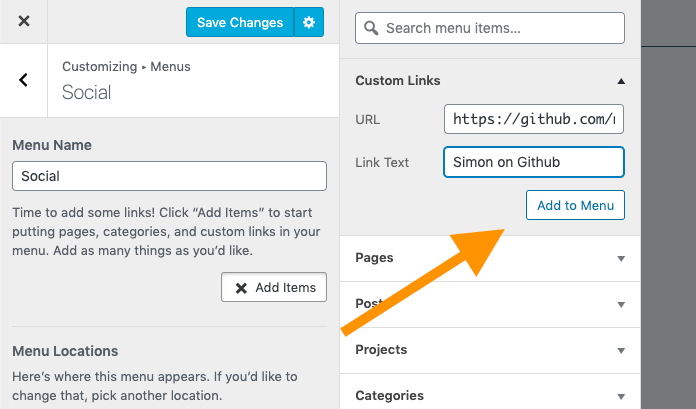 Save Changes
Customizing ▸ Menus
Social
Menu Name
Social
Time to add some links! Click “Add Items” to start
putting pages, categories, and custom links in your
menu. Add as many things as you’d like.
Add Items
Menu Locations
Here’s where this menu appears. If you’d like to
change that, pick another location.
Search menu items...
Custom Links
URL
https://github.com/
Link Text
Simon on Github
Add to Menu
Pages
Projects
Categories